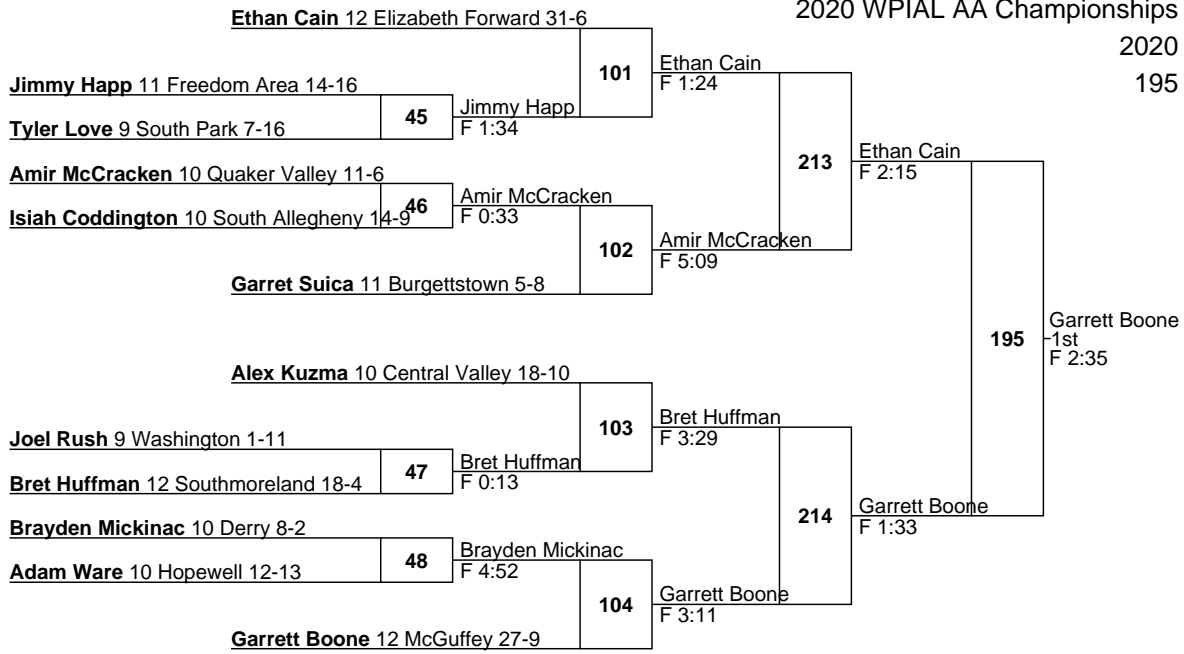 2020 WPIAL AA Championships
2020
195
Ethan Cain 12 Elizabeth Forward 31-6
101
Ethan Cain
F 1:24
Jimmy Happ 11 Freedom Area 14-16
45
Jimmy Happ
F 1:34
Tyler Love 9 South Park 7-16
213
Ethan Cain
F 2:15
Amir McCracken 10 Quaker Valley 11-6
46
Amir McCracken
F 0:33
Isiah Coddington 10 South Allegheny 14-9
102
Amir McCracken
F 5:09
Garret Suica 11 Burgettstown 5-8
195
Garrett Boone
1st
F 2:35
Alex Kuzma 10 Central Valley 18-10
103
Bret Huffman
F 3:29
Joel Rush 9 Washington 1-11
47
Bret Huffman
F 0:13
Bret Huffman 12 Southmoreland 18-4
214
Garrett Boone
F 1:33
Brayden Mickinac 10 Derry 8-2
48
Brayden Mickinac
F 4:52
Adam Ware 10 Hopewell 12-13
104
Garrett Boone
F 3:11
Garrett Boone 12 McGuffey 27-9